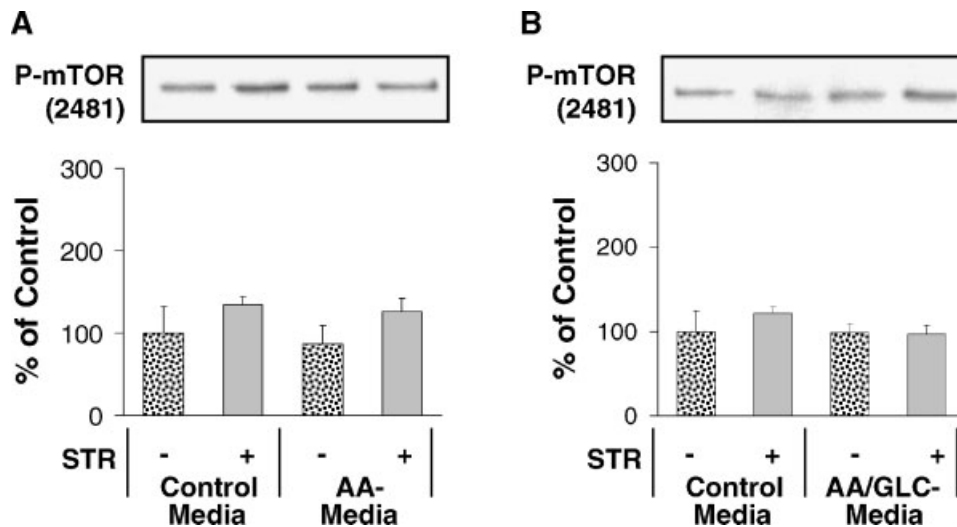 A
P-mTOR
(2481)
% of Control
300
200
100
0
STR - + - +
Control
Media
AA-
Media
B
P-mTOR
(2481)
% of Control
300
200
100
0
STR - + - +
Control
Media
AA/GLC-
Media